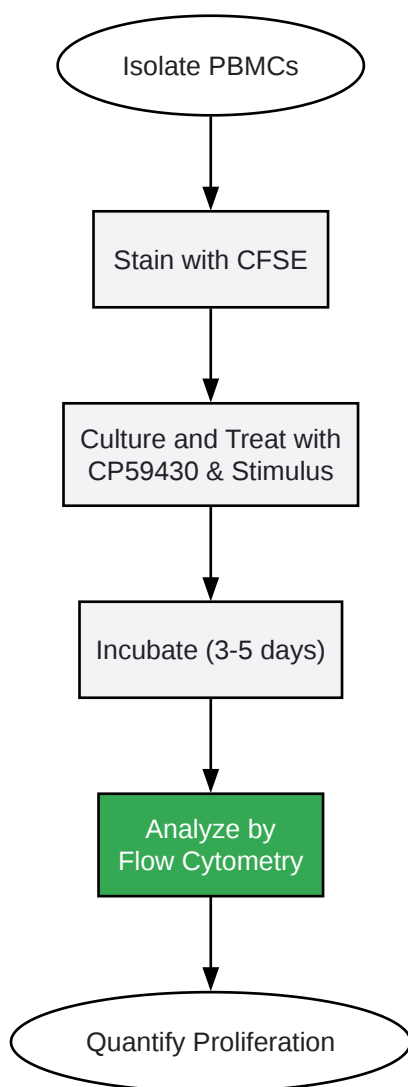 Isolate PBMCs
Stain with CFSE
Culture and Treat with
CP59430 & Stimulus
Incubate (3-5 days)
Analyze by
Flow Cytometry
Quantify Proliferation